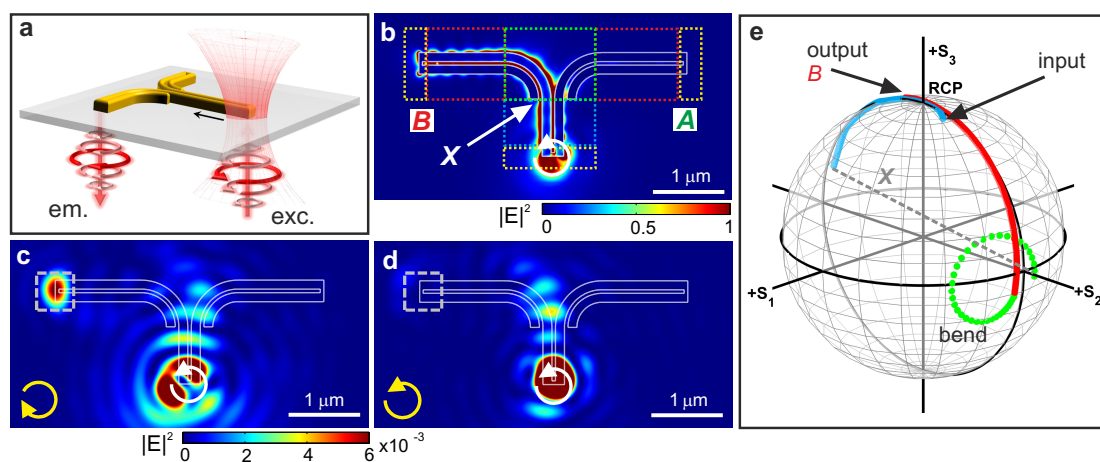 a
em.
exc.
b
B
A
X
1 μm
|E|²
0
0.5
1
c
1 μm
d
1 μm
|E|²
0
2
4
6
x10⁻³
e
output
B
+S₃
RCP
input
X
+S₁
+S₂
bend